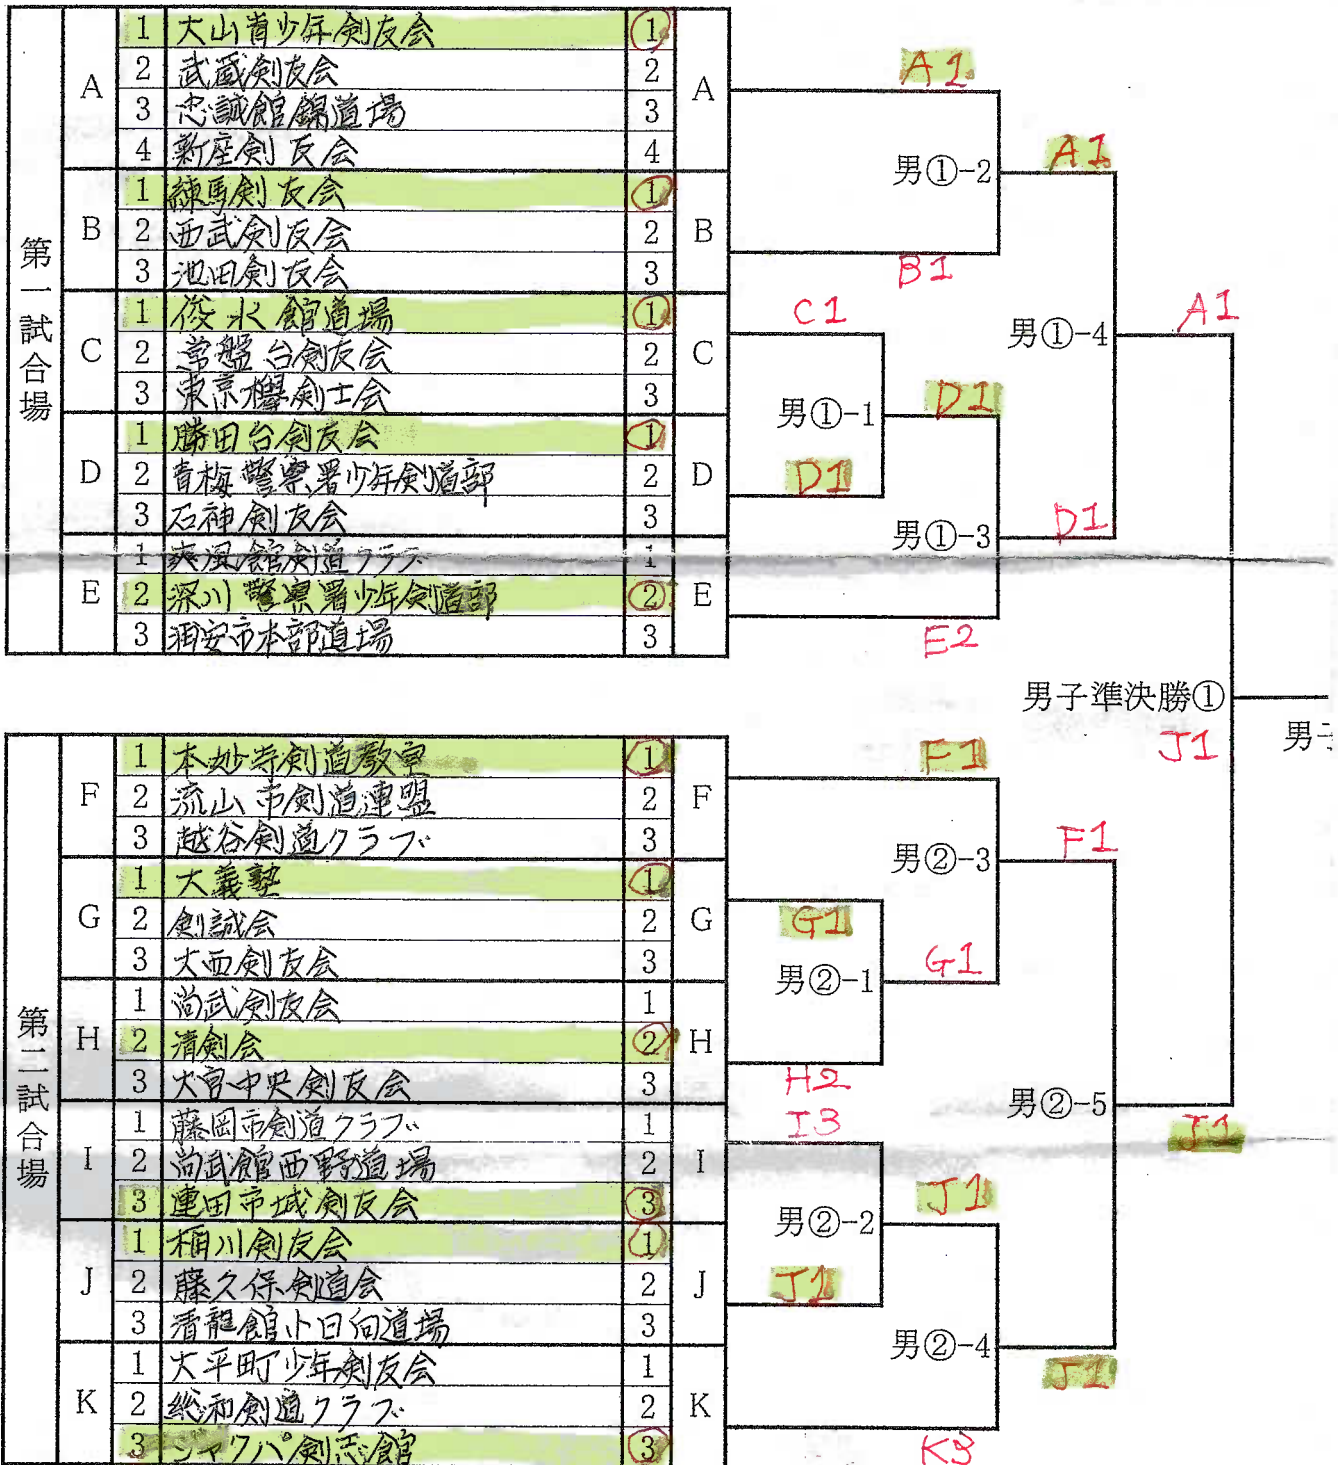 第一試合場
A
1 大山青少年剣友会 1
2 武蔵剣友会 2
3 忠誠館錦道場 3
4 新座剣友会 4
A
B
1 練馬剣友会 1
2 西武剣友会 2
3 池田剣友会 3
B
C
1 俊水館道場 1
2 常盤台剣友会 2
3 東京欅剣士会 3
C
D
1 勝田台剣友会 1
2 青梅警察署少年剣道部 2
3 石神剣友会 3
D
E
1 爽風館剣道クラブ 1
2 深川警察署少年剣道部 2
3 浦安市本部道場 3
E
A1
男①-2
B1
A1
C1
男①-1
D1
D1
男①-3
E2
男①-4
D1
A1
男子準決勝①
J1
男子
第二試合場
F
1 本妙寺剣道教室 1
2 流山市剣道連盟 2
3 越谷剣道クラブ 3
F
G
1 大義塾 1
2 剣誠会 2
3 大西剣友会 3
G
H
1 尚武剣友会 1
2 清剣会 2
3 大宮中央剣友会 3
H
I
1 藤岡市剣道クラブ 1
2 尚武館西野道場 2
3 蓮田市城剣友会 3
I
J
1 桶川剣友会 1
2 藤久保剣道会 2
3 清龍館小日向道場 3
J
K
1 大平町少年剣友会 1
2 総和剣道クラブ 2
3 ジャクパ剣志館 3
K
F1
男②-3
F1
G1
男②-1
G1
H2
I3
男②-2
J1
J1
男②-4
K3
男②-5
J1
J1